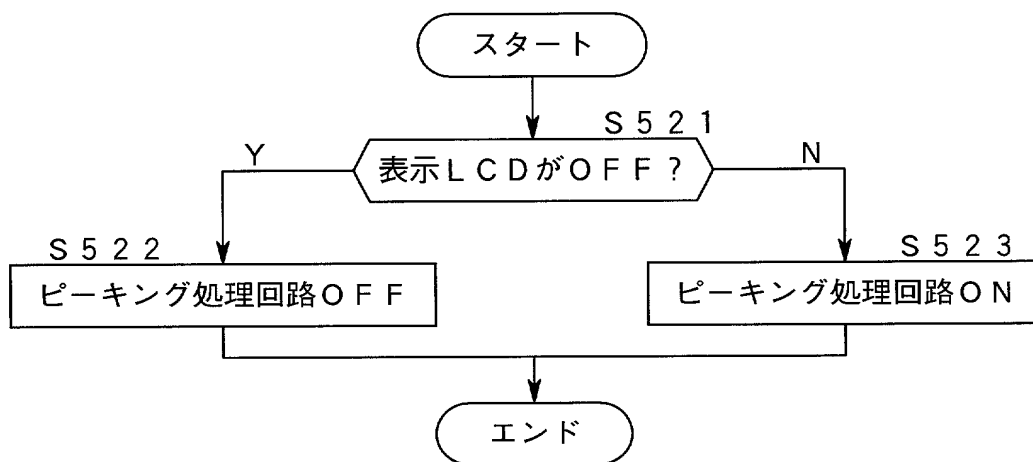 スタート
S521
表示LCDがOFF?
Y
N
S522
S523
ピーキング処理回路OFF
ピーキング処理回路ON
エンド